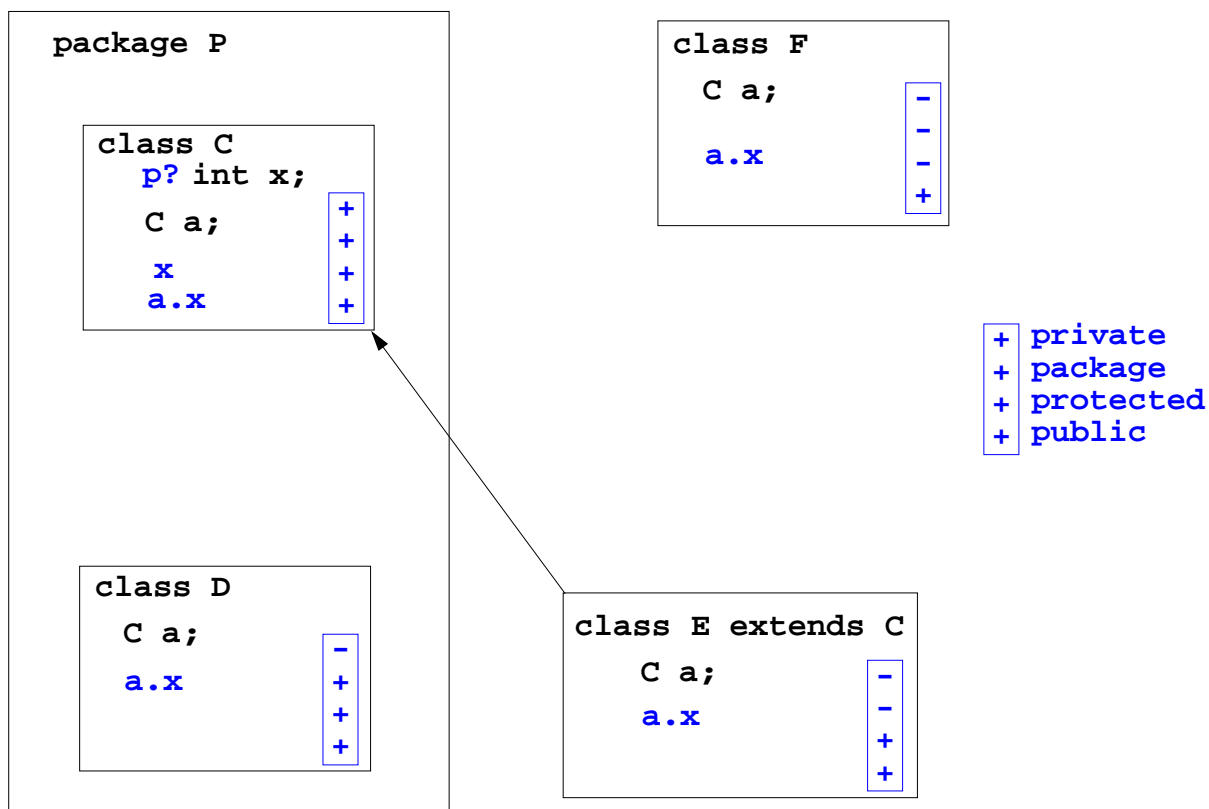 package P
class C
p? int x;
C a;
x
a.x
+
+
+
+
class F
C a;
a.x
-
-
-
+
+ private
+ package
+ protected
+ public
class D
C a;
a.x
-
+
+
+
class E extends C
C a;
a.x
-
-
+
+